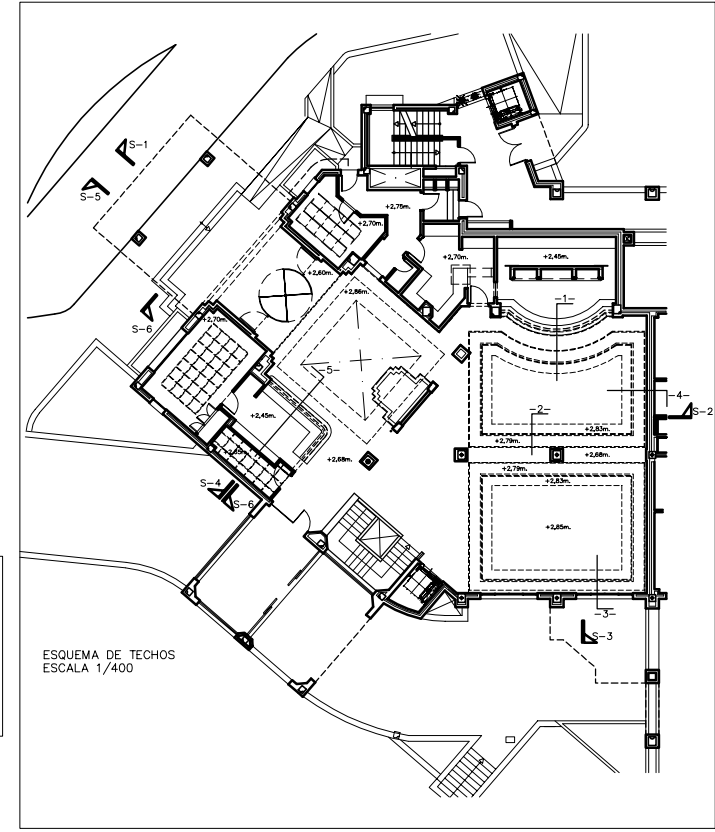 S-1
S-5
+2,75m.
+2,70m.
+2,70m.
+2,45m.
+2,60m.
+2,86m.
S-6
-1-
+2,70m.
-5-
-4-
S-2
-2-
+2,45m.
+2,83m.
+2,79m.
+2,68m.
+2,68m.
+2,79m.
+2,83m.
S-4
S-6
+2,85m.
-3-
S-3
ESQUEMA DE TECHOS
ESCALA 1/400